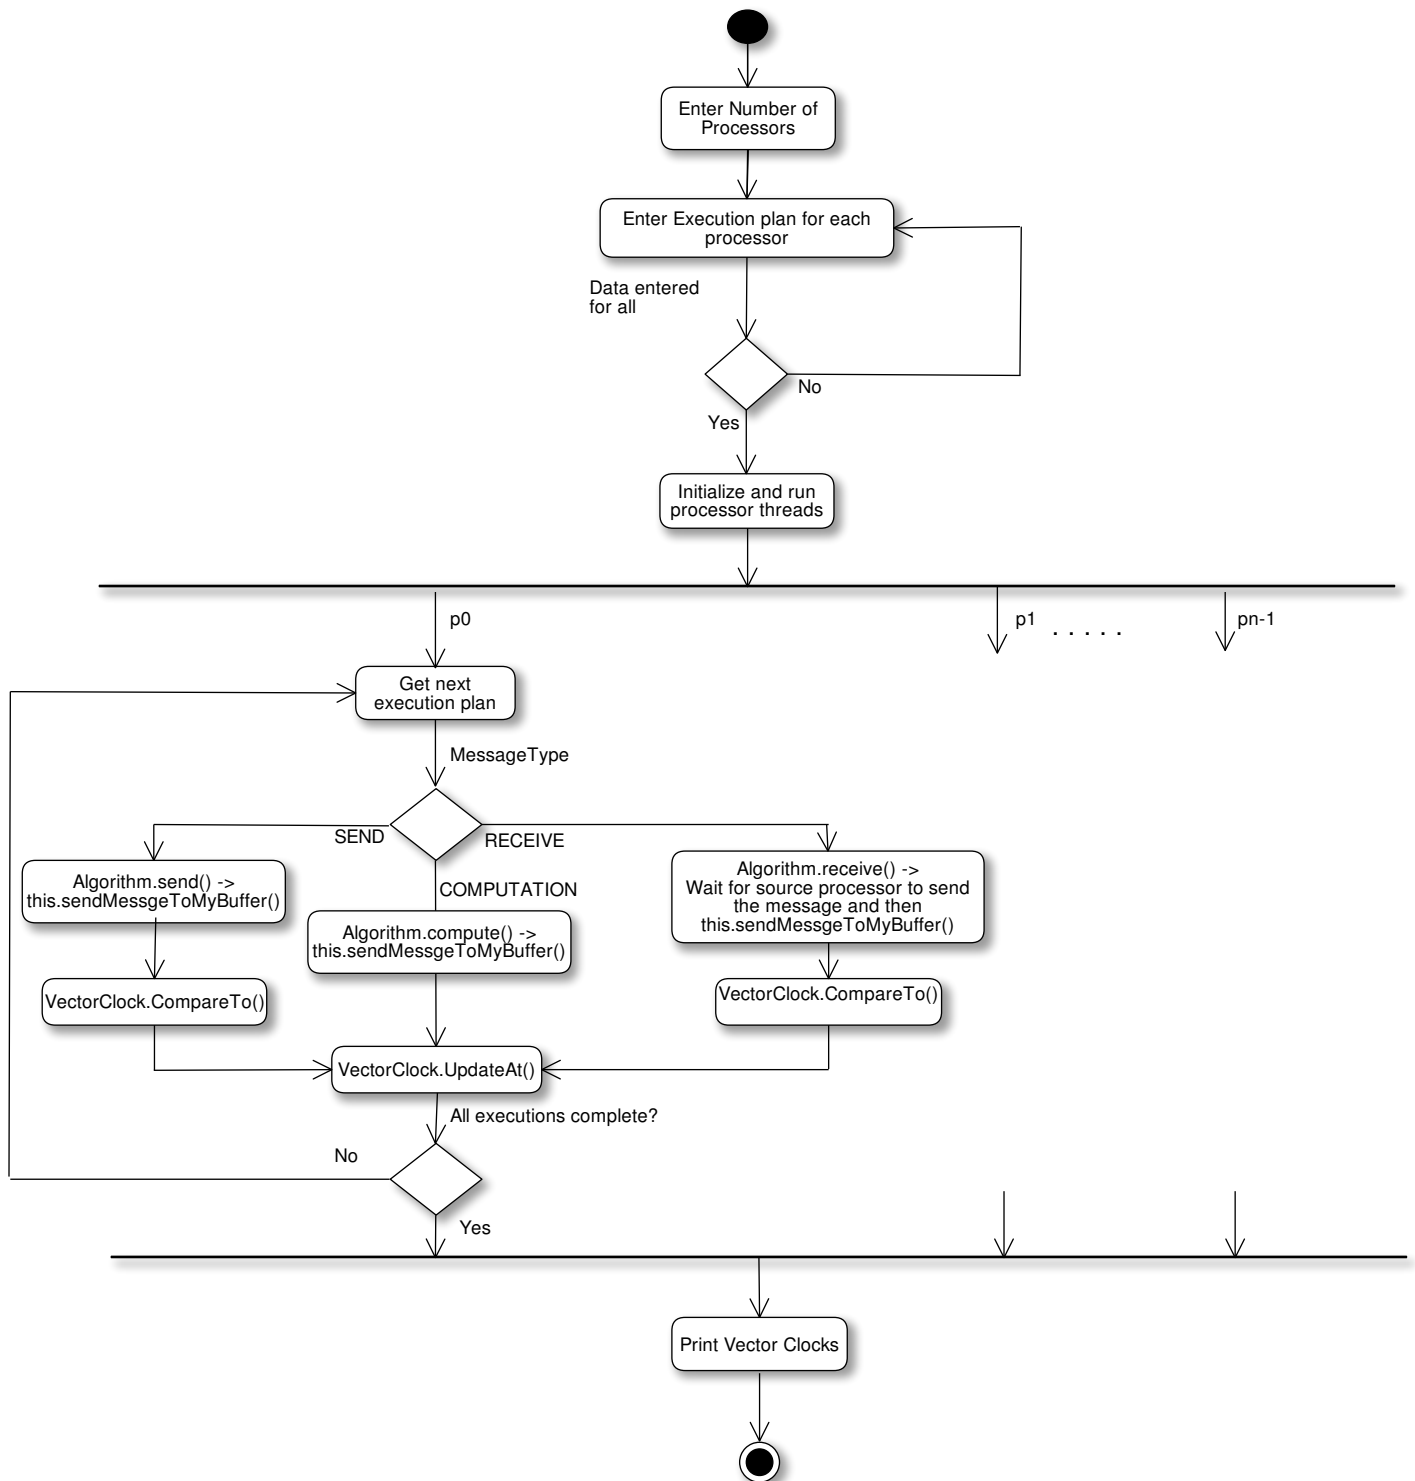 Enter Number of
Processors
Enter Execution plan for each
processor
Data entered
for all
No
Yes
Initialize and run
processor threads
p0
p1 . . . . .
pn-1
Get next
execution plan
MessageType
SEND
RECEIVE
COMPUTATION
Algorithm.send() ->
this.sendMessgeToMyBuffer()
Algorithm.compute() ->
this.sendMessgeToMyBuffer()
Algorithm.receive() ->
Wait for source processor to send
the message and then
this.sendMessgeToMyBuffer()
VectorClock.CompareTo()
VectorClock.CompareTo()
VectorClock.UpdateAt()
All executions complete?
No
Yes
Print Vector Clocks